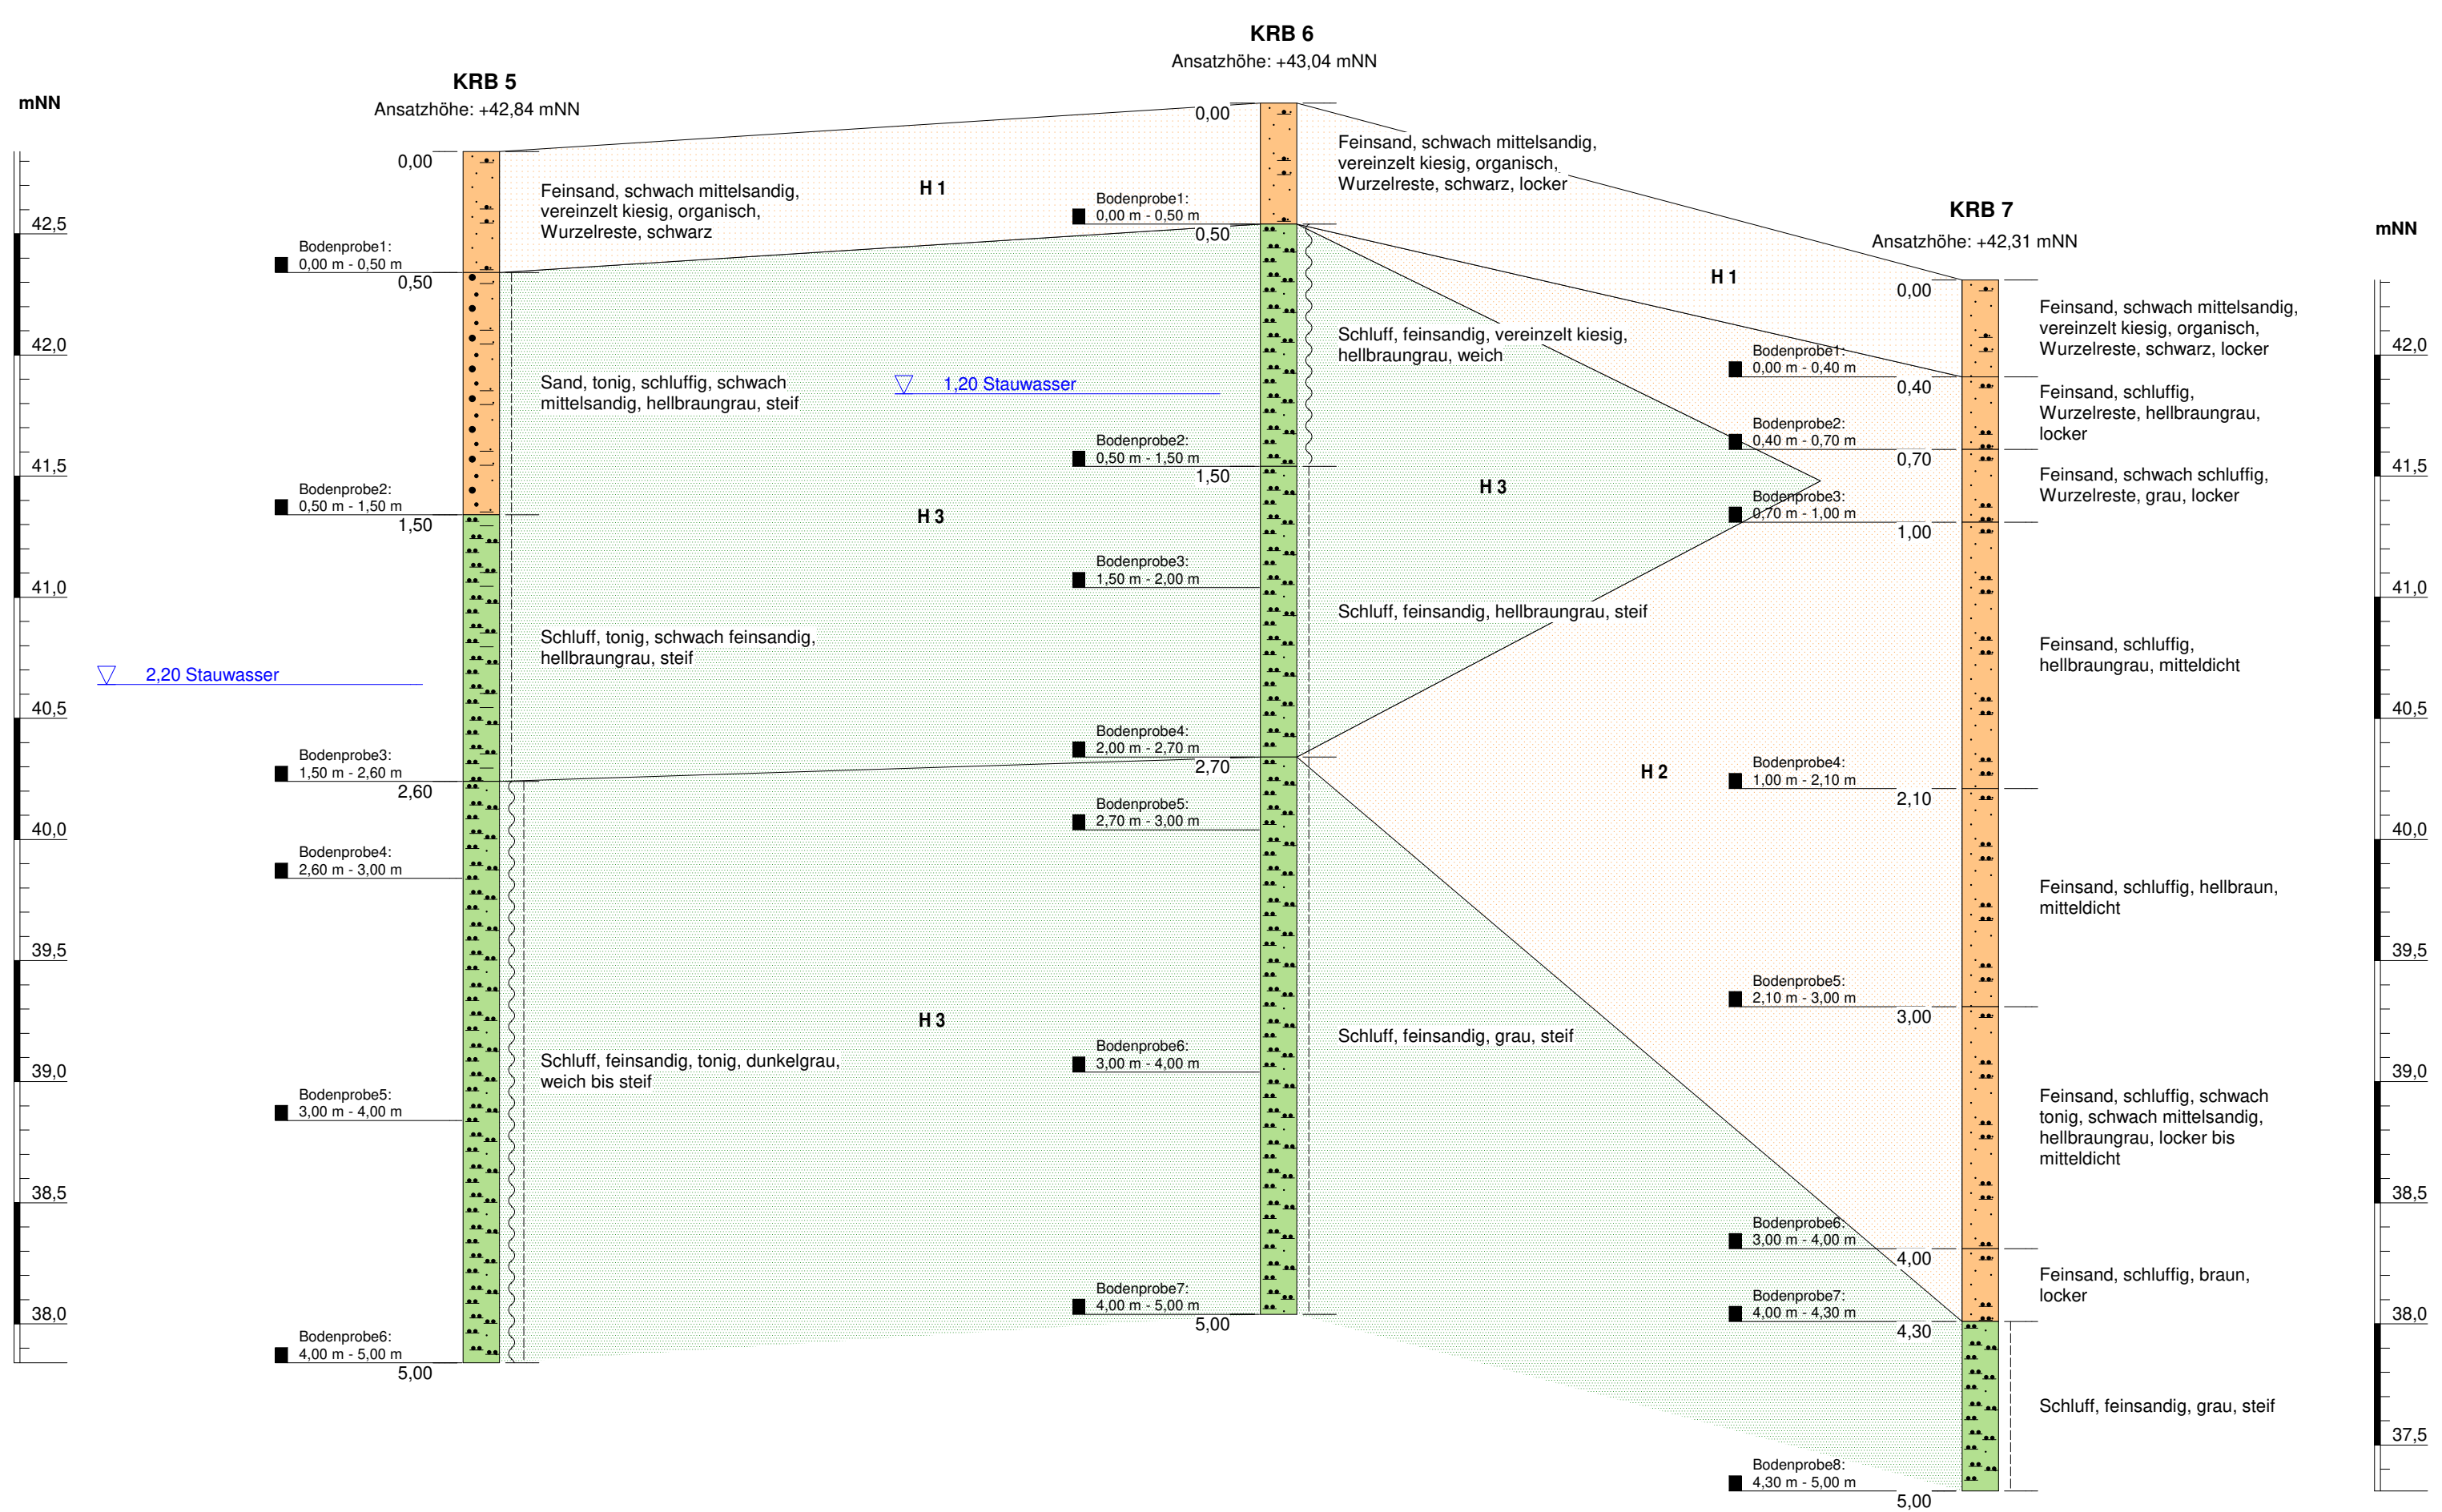 mNN
42,5
42,0
41,5
41,0
40,5
40,0
39,5
39,0
38,5
38,0
KRB 5
Ansatzhöhe: +42,84 mNN
0,00
0,50
1,50
2,60
5,00
Bodenprobe1:
0,00 m - 0,50 m
Bodenprobe2:
0,50 m - 1,50 m
2,20 Stauwasser
Bodenprobe3:
1,50 m - 2,60 m
Bodenprobe4:
2,60 m - 3,00 m
Bodenprobe5:
3,00 m - 4,00 m
Bodenprobe6:
4,00 m - 5,00 m
Feinsand, schwach mittelsandig,
vereinzelt kiesig, organisch,
Wurzelreste, schwarz
Sand, tonig, schluffig, schwach
mittelsandig, hellbraungrau, steif
Schluff, tonig, schwach feinsandig,
hellbraungrau, steif
Schluff, feinsandig, tonig, dunkelgrau,
weich bis steif
H 1
H 3
H 3
KRB 6
Ansatzhöhe: +43,04 mNN
0,00
0,50
1,50
2,70
5,00
Bodenprobe1:
0,00 m - 0,50 m
1,20 Stauwasser
Bodenprobe2:
0,50 m - 1,50 m
Bodenprobe3:
1,50 m - 2,00 m
Bodenprobe4:
2,00 m - 2,70 m
Bodenprobe5:
2,70 m - 3,00 m
Bodenprobe6:
3,00 m - 4,00 m
Bodenprobe7:
4,00 m - 5,00 m
Feinsand, schwach mittelsandig,
vereinzelt kiesig, organisch,
Wurzelreste, schwarz, locker
Schluff, feinsandig, vereinzelt kiesig,
hellbraungrau, weich
Schluff, feinsandig, hellbraungrau, steif
Schluff, feinsandig, grau, steif
H 1
H 3
H 2
KRB 7
Ansatzhöhe: +42,31 mNN
0,00
0,40
0,70
1,00
2,10
3,00
4,00
4,30
5,00
Bodenprobe1:
0,00 m - 0,40 m
Bodenprobe2:
0,40 m - 0,70 m
Bodenprobe3:
0,70 m - 1,00 m
Bodenprobe4:
1,00 m - 2,10 m
Bodenprobe5:
2,10 m - 3,00 m
Bodenprobe6:
3,00 m - 4,00 m
Bodenprobe7:
4,00 m - 4,30 m
Bodenprobe8:
4,30 m - 5,00 m
Feinsand, schwach mittelsandig,
vereinzelt kiesig, organisch,
Wurzelreste, schwarz, locker
Feinsand, schluffig,
Wurzelreste, hellbraungrau,
locker
Feinsand, schwach schluffig,
Wurzelreste, grau, locker
Feinsand, schluffig,
hellbraungrau, mitteldicht
Feinsand, schluffig, hellbraun,
mitteldicht
Feinsand, schluffig, schwach
tonig, schwach mittelsandig,
hellbraungrau, locker bis
mitteldicht
Feinsand, schluffig, braun,
locker
Schluff, feinsandig, grau, steif
mNN
42,0
41,5
41,0
40,5
40,0
39,5
39,0
38,5
38,0
37,5